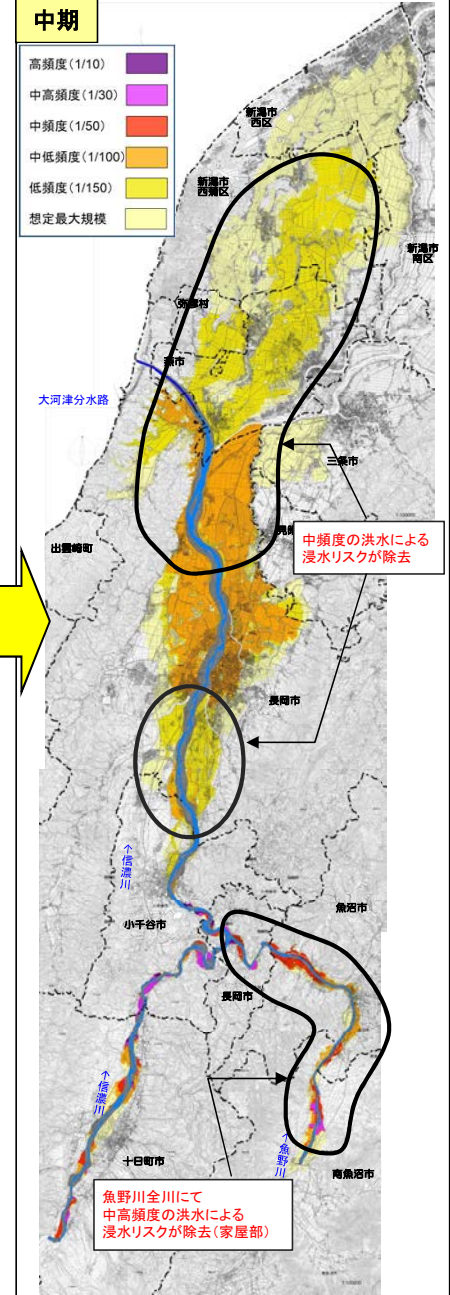 中期
高頻度(1/10)
中高頻度(1/30)
中頻度(1/50)
中低頻度(1/100)
低頻度(1/150)
想定最大規模
新潟市
西区
新潟市
西蒲区
新潟市
南区
弥彦村
燕市
大河津分水路
三条市
見附
中頻度の洪水による
浸水リスクが除去
出雲崎町
長岡市
↑信濃川
魚沼市
小千谷市
長岡市
↑信濃川
↑魚野川
十日町市
南魚沼市
魚野川全川にて
中高頻度の洪水による
浸水リスクが除去(家屋部)